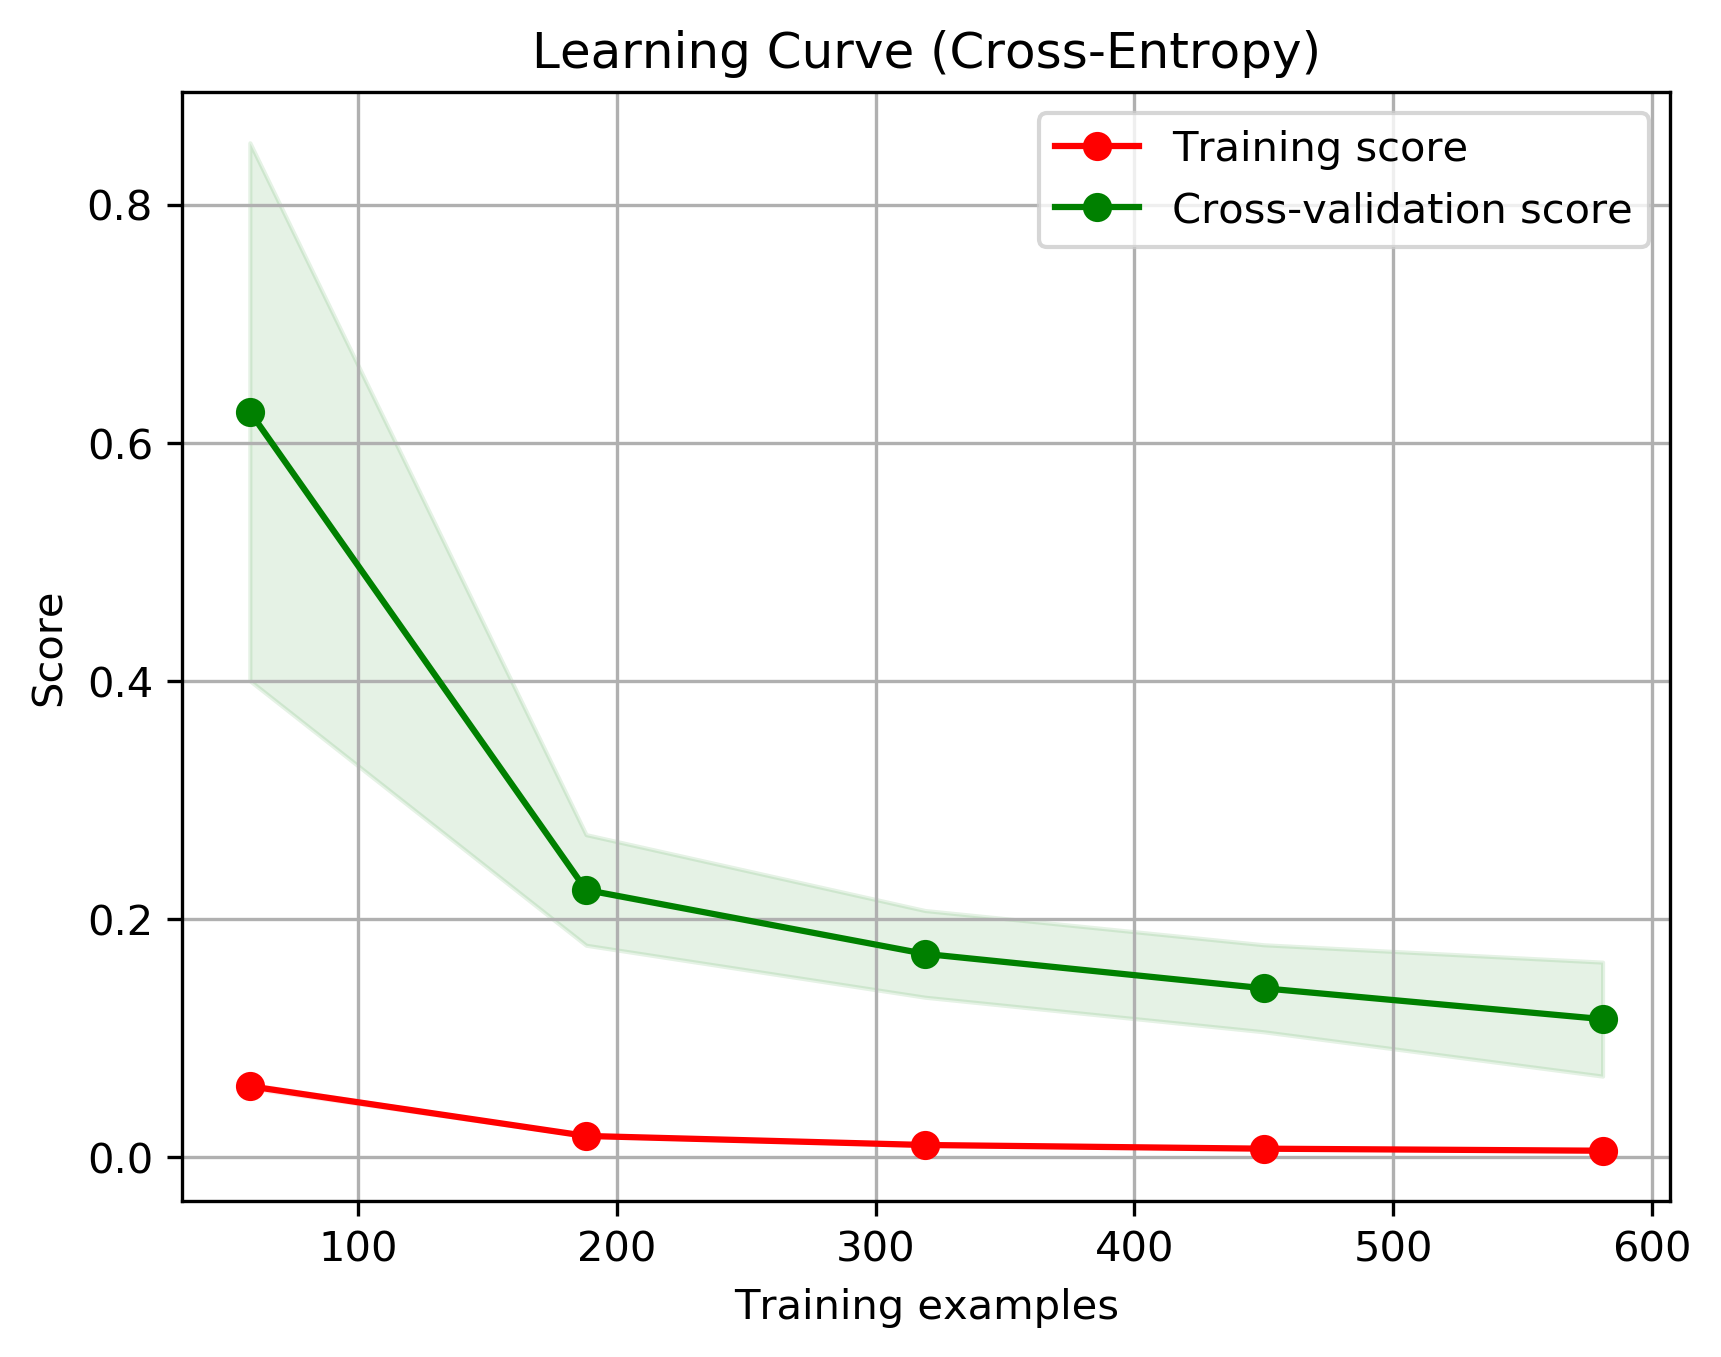 Learning Curve (Cross-Entropy)
Training score
Cross-validation score
0.8
0.6
0.4
0.2
0.0
Score
100 200 300 400 500 600
Training examples